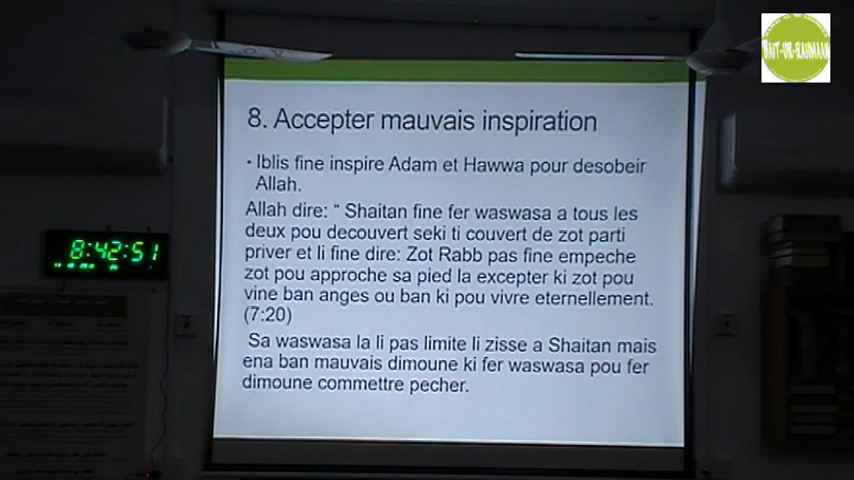 BAIT-UR-RAHMAAN
8. Accepter mauvais inspiration
• Iblis fine inspire Adam et Hawwa pour desobeir
Allah.
Allah dire: “ Shaitan fine fer waswasa a tous les
deux pou decouvert seki ti couvert de zot parti
priver et li fine dire: Zot Rabb pas fine empeche
zot pou approche sa pied la excepter ki zot pou
vine ban anges ou ban ki pou vivre eternellement.
(7:20)
Sa waswasa la li pas limite li zisse a Shaitan mais
ena ban mauvais dimoune ki fer waswasa pou fer
dimoune commettre pecher.
8:42:51